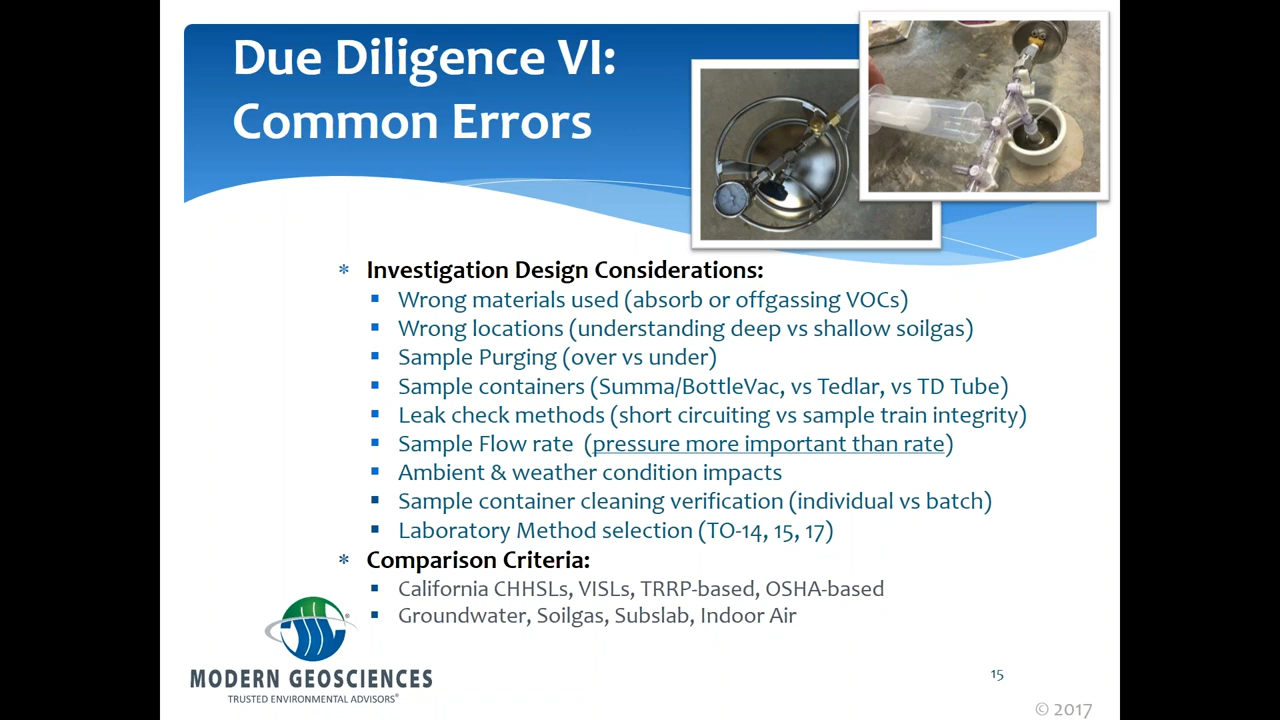 Due Diligence VI:
Common Errors
* Investigation Design Considerations:
▪ Wrong materials used (absorb or offgassing VOCs)
▪ Wrong locations (understanding deep vs shallow soilgas)
▪ Sample Purging (over vs under)
▪ Sample containers (Summa/BottleVac, vs Tedlar, vs TD Tube)
▪ Leak check methods (short circuiting vs sample train integrity)
▪ Sample Flow rate (pressure more important than rate)
▪ Ambient & weather condition impacts
▪ Sample container cleaning verification (individual vs batch)
▪ Laboratory Method selection (TO-14, 15, 17)
* Comparison Criteria:
▪ California CHHSLs, VISLs, TRRP-based, OSHA-based
▪ Groundwater, Soilgas, Subslab, Indoor Air
MODERN GEOSCIENCES
TRUSTED ENVIRONMENTAL ADVISORS®
15
© 2017